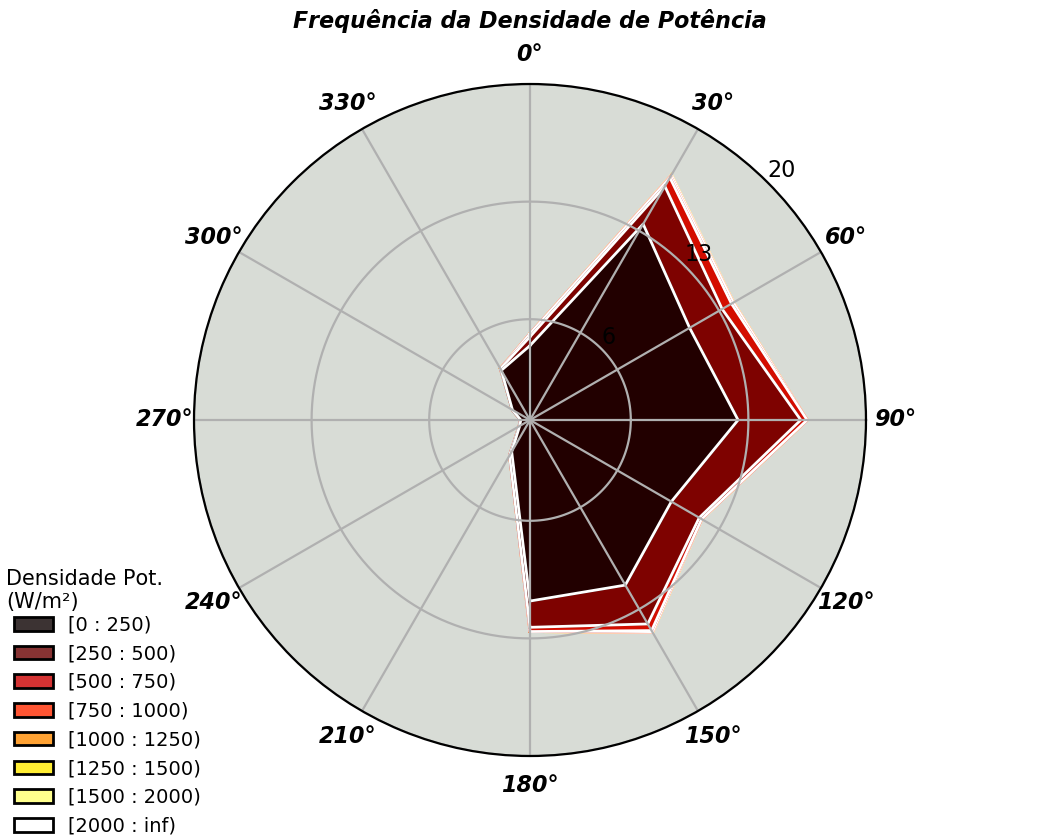 Frequência da Densidade de Potência
0°
330°
30°
20
300°
60°
13
6
270°
90°
240°
120°
210°
150°
180°
Densidade Pot.
(W/m²)
[0 : 250)
[250 : 500)
[500 : 750)
[750 : 1000)
[1000 : 1250)
[1250 : 1500)
[1500 : 2000)
[2000 : inf)